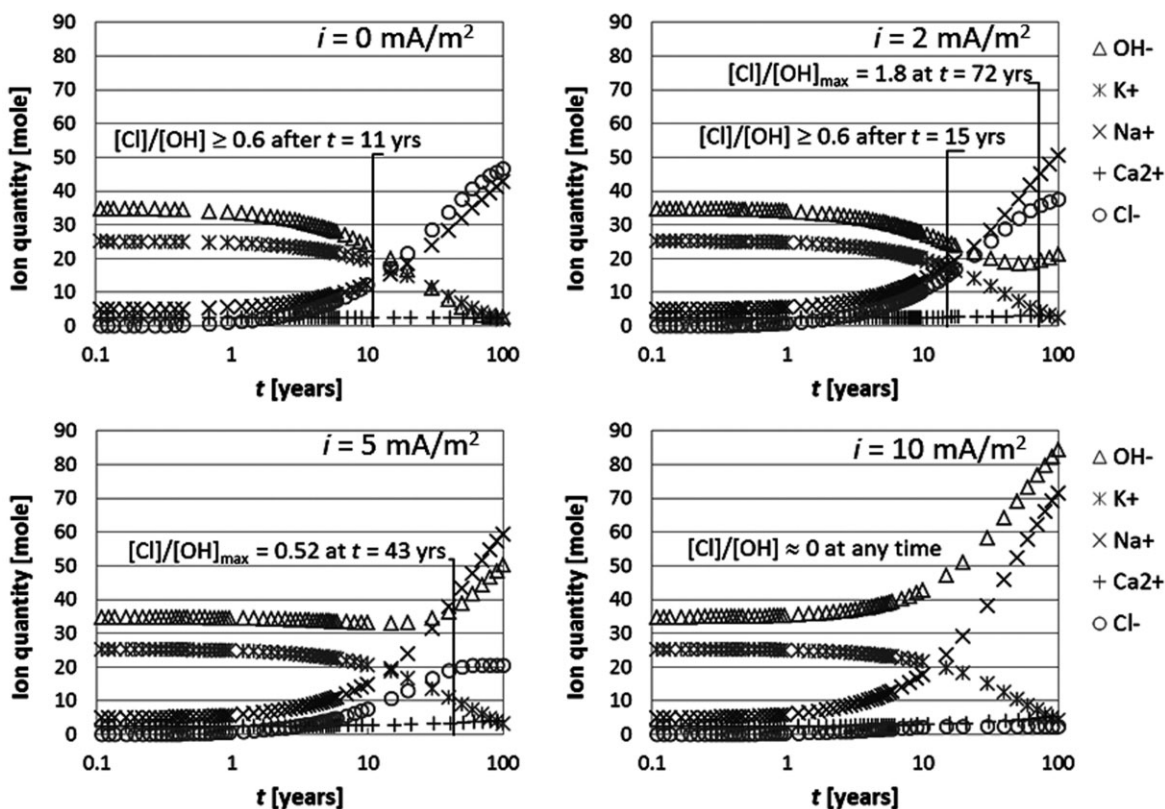 i = 0 mA/m²
Ion quantity [mole]
90
80
70
60
50
40
30
20
10
0
[Cl]/[OH] ≥ 0.6 after t = 11 yrs
0.1 1 10 100
t [years]
i = 2 mA/m²
Ion quantity [mole]
90
80
70
60
50
40
30
20
10
0
[Cl]/[OH]max = 1.8 at t = 72 yrs
[Cl]/[OH] ≥ 0.6 after t = 15 yrs
0.1 1 10 100
t [years]
OH-
K+
Na+
Ca2+
Cl-
i = 5 mA/m²
Ion quantity [mole]
90
80
70
60
50
40
30
20
10
0
[Cl]/[OH]max = 0.52 at t = 43 yrs
0.1 1 10 100
t [years]
i = 10 mA/m²
Ion quantity [mole]
90
80
70
60
50
40
30
20
10
0
[Cl]/[OH] ≈ 0 at any time
0.1 1 10 100
t [years]
OH-
K+
Na+
Ca2+
Cl-